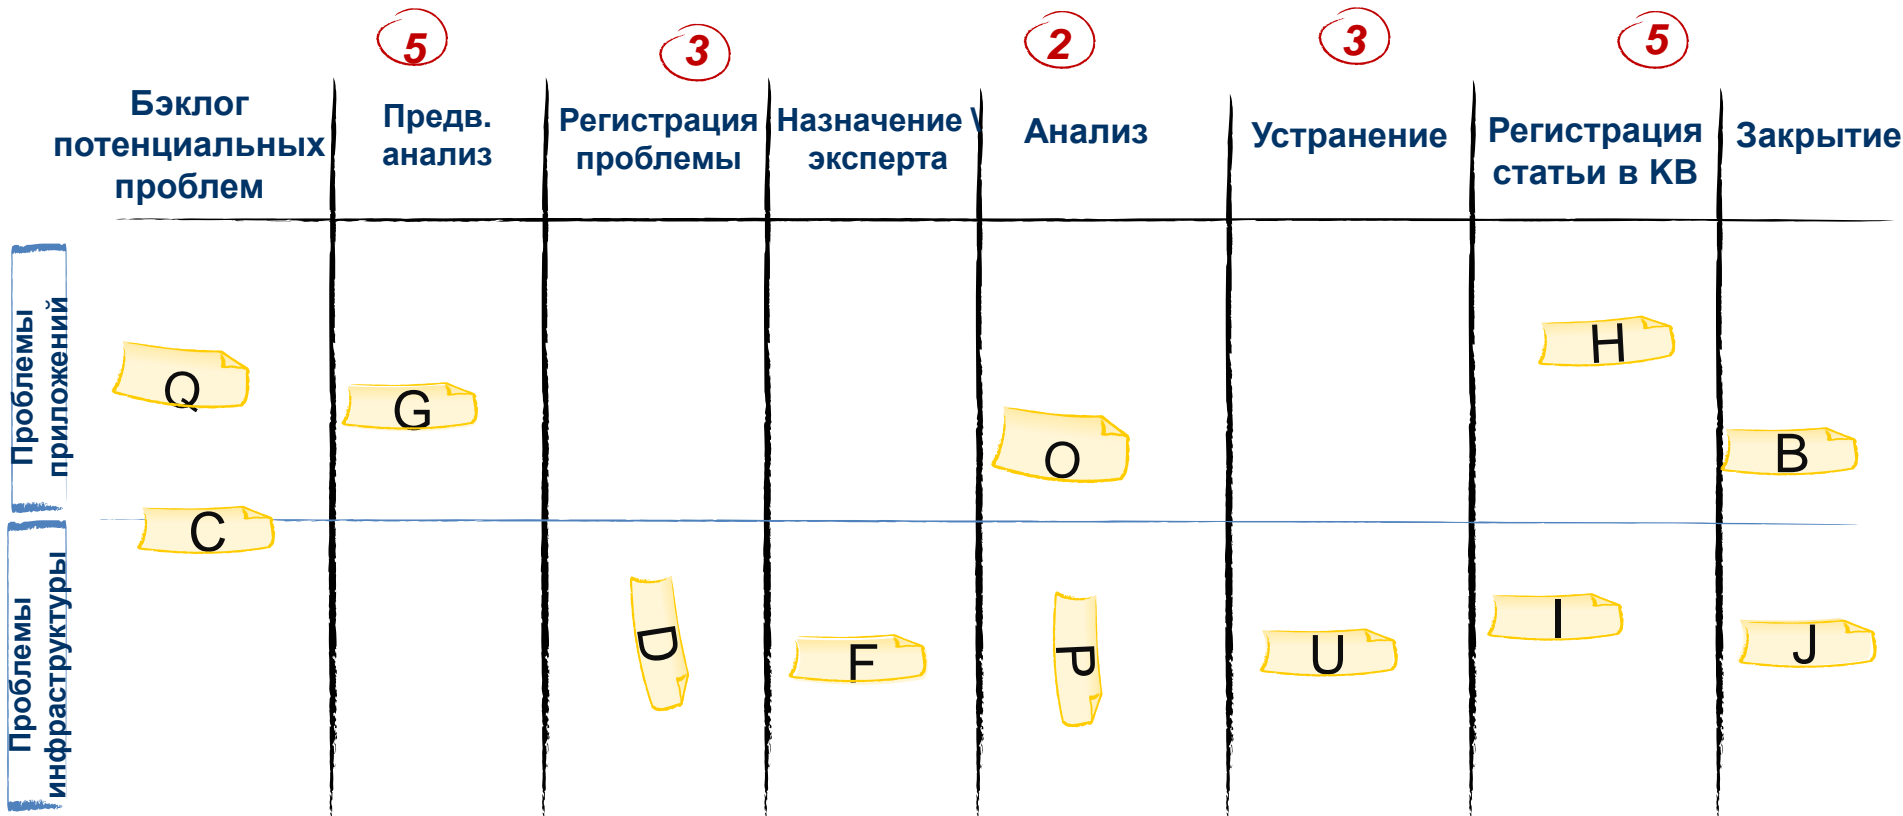 5
3
2
3
5
Бэклог
потенциальных
проблем
Предв.
анализ
Регистрация
проблемы
Назначение \
эксперта
Анализ
Устранение
Регистрация
статьи в KB
Закрытие
Проблемы
приложений
Q
G
O
H
B
C
Проблемы
инфраструктуры
D
F
P
U
I
J